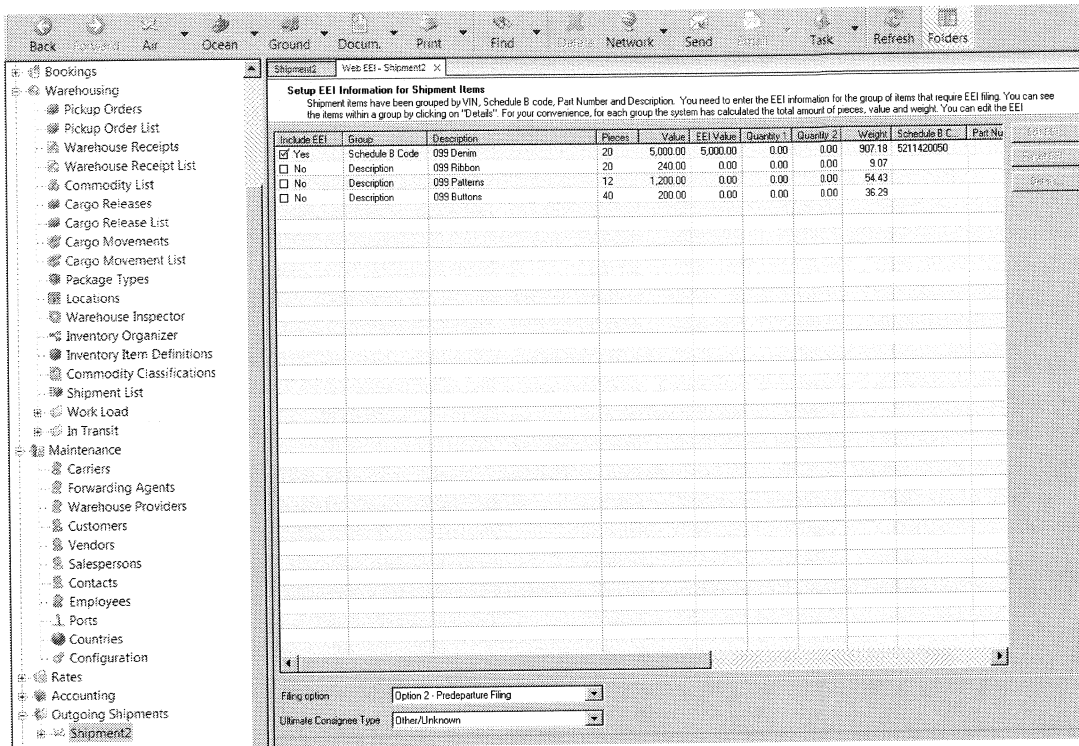 Back Air Ocean Ground Docum. Print Find Delete Network Send Task Refresh Folders
Bookings
Warehousing
Pickup Orders
Pickup Order List
Warehouse Receipts
Warehouse Receipt List
Commodity List
Cargo Releases
Cargo Release List
Cargo Movements
Cargo Movement List
Package Types
Locations
Warehouse Inspector
Inventory Organizer
Inventory Item Definitions
Commodity Classifications
Shipment List
Work Load
In Transit
Maintenance
Carriers
Forwarding Agents
Warehouse Providers
Customers
Vendors
Salespersons
Contacts
Employees
Ports
Countries
Configuration
Rates
Accounting
Outgoing Shipments
Shipment2
Shipment2 Web EEI - Shipment2 X
Setup EEI Information for Shipment Items
Shipment items have been grouped by VIN, Schedule B code, Part Number and Description. You need to enter the EEI information for the group of items that require EEI filing. You can see
the items within a group by clicking on "Details". For your convenience, for each group the system has calculated the total amount of pieces, value and weight. You can edit the EEI
Include EEI Group Description Pieces Value EEI Value Quantity 1 Quantity 2 Weight Schedule B C... Part Nu
Yes Schedule B Code 099 Denim 20 5,000.00 5,000.00 0.00 0.00 907.18 5211420050
No Description 099 Ribbon 20 240.00 0.00 0.00 0.00 9.07
No Description 099 Patterns 12 1,200.00 0.00 0.00 0.00 54.43
No Description 099 Buttons 40 200.00 0.00 0.00 0.00 36.29
Filing option Option 2 - Predeparture Filing
Ultimate Consignee Type Other/Unknown